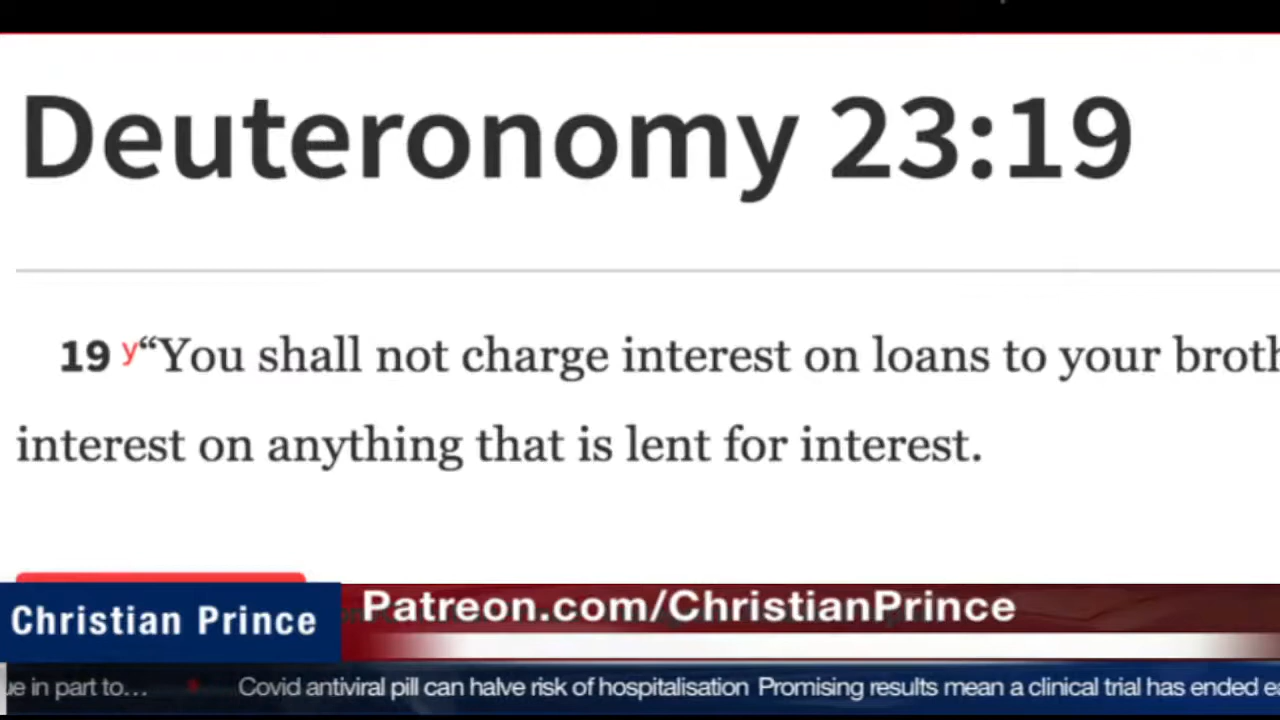 Deuteronomy 23:19
19 y“You shall not charge interest on loans to your
interest on anything that is lent for interest.
Christian Prince
Patreon.com/ChristianPrince
in part to… Covid antiviral pill can halve risk of hospitalisation Promising results mean a clinical trial has ended